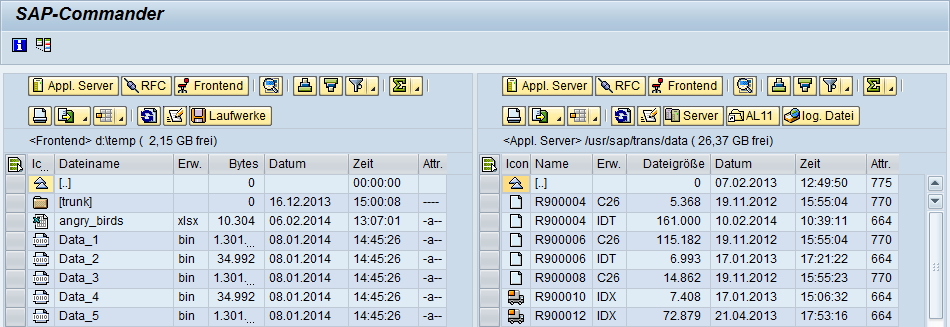 SAP-Commander
Appl. Server RFC Frontend
Laufwerke
<Frontend> d:\temp ( 2,15 GB frei)
Ic... Dateiname Erw. Bytes Datum Zeit Attr.
[..] 0 00:00:00
[trunk] 0 16.12.2013 15:00:08 ----
angry_birds xlsx 10.304 06.02.2014 13:07:01 -a--
Data_1 bin 1.301... 08.01.2014 14:45:26 -a--
Data_2 bin 34.992 08.01.2014 14:45:26 -a--
Data_3 bin 1.301... 08.01.2014 14:45:26 -a--
Data_4 bin 34.992 08.01.2014 14:45:26 -a--
Data_5 bin 1.301... 08.01.2014 14:45:26 -a--
Appl. Server RFC Frontend
Server AL11 log. Datei
<Appl. Server> /usr/sap/trans/data ( 26,37 GB frei)
Icon Name Erw. Dateigröße Datum Zeit Attr.
[..] 0 07.02.2013 12:49:50 775
R900004 C26 5.368 19.11.2012 15:55:04 770
R900004 IDT 161.000 10.02.2014 10:39:11 664
R900006 C26 115.182 19.11.2012 15:55:04 770
R900006 IDT 6.993 17.01.2013 17:21:22 664
R900008 C26 14.862 19.11.2012 15:55:23 770
R900010 IDX 7.408 17.01.2013 15:06:32 664
R900012 IDX 72.879 21.04.2013 17:53:16 664